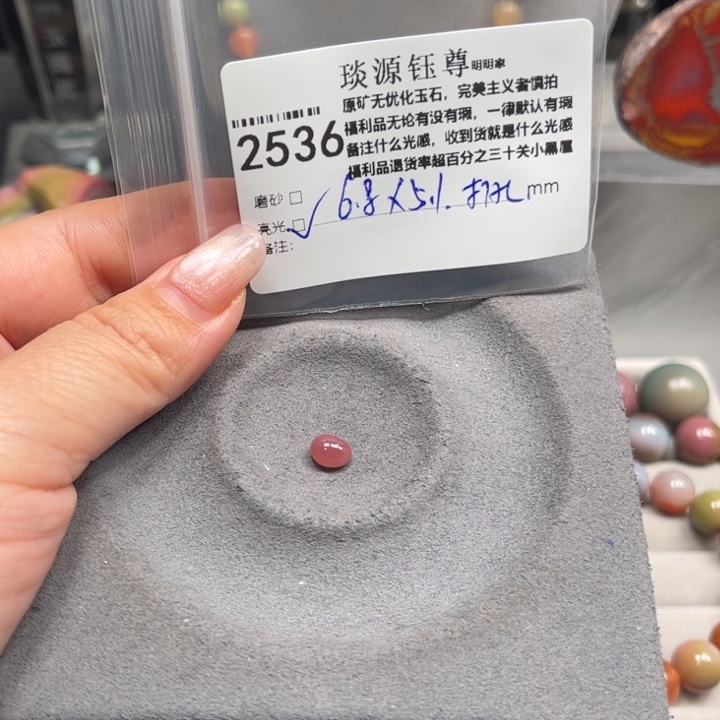 琰源钰尊明明家
原矿无优化玉石，完美主义者慎拍
福利品无论有没有瑕，一律默认有瑕
2536
备注什么光感，收到货就是什么光感
福利品退货率超百分之三十关小黑屋
磨砂□
亮光□✓ 6.8×5.1. 打孔 mm
备注：